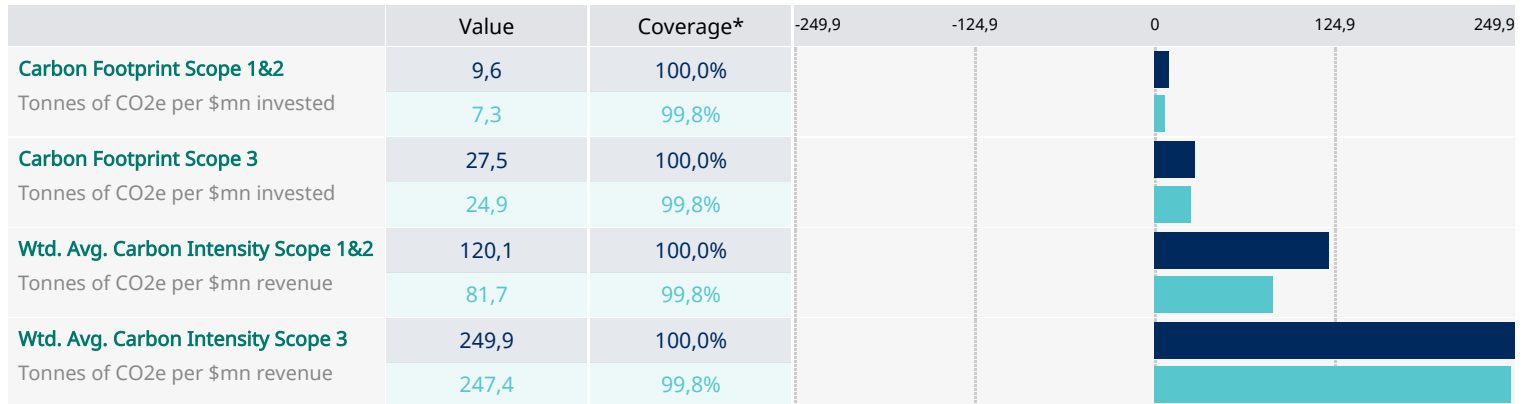 Value Coverage* -249,9 -124,9 0 124,9 249,9
Carbon Footprint Scope 1&2 9,6 100,0%
Tonnes of CO2e per $mn invested 7,3 99,8%
Carbon Footprint Scope 3 27,5 100,0%
Tonnes of CO2e per $mn invested 24,9 99,8%
Wtd. Avg. Carbon Intensity Scope 1&2 120,1 100,0%
Tonnes of CO2e per $mn revenue 81,7 99,8%
Wtd. Avg. Carbon Intensity Scope 3 249,9 100,0%
Tonnes of CO2e per $mn revenue 247,4 99,8%